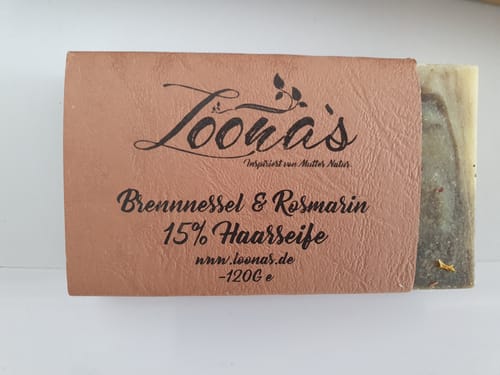 Loona's
Inspiriert von Mutter Natur.
Brennnessel & Rosmarin
15% Haarseife
www.loonas.de
~120G e